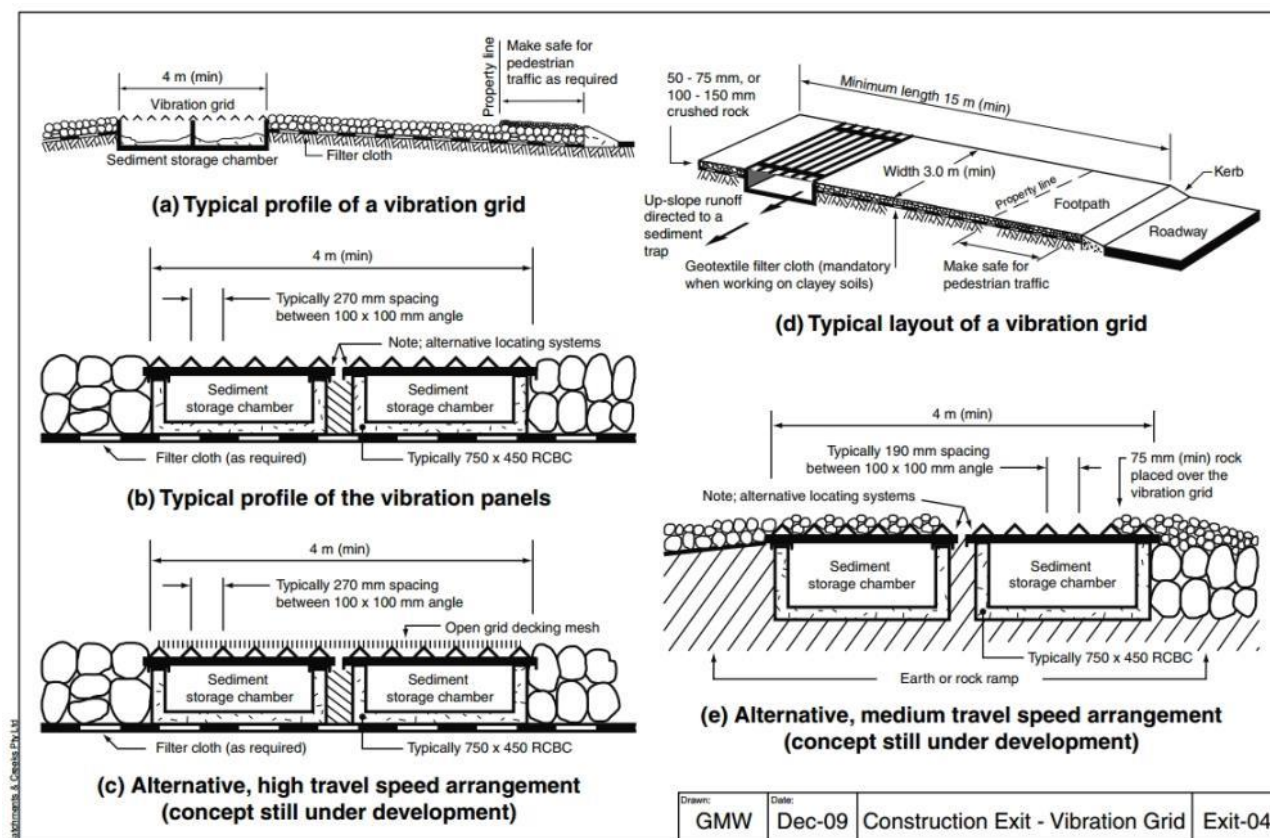 4 m (min)
Vibration grid
Property line
Make safe for
pedestrian
traffic as required
Sediment storage chamber
Filter cloth
(a) Typical profile of a vibration grid
4 m (min)
Typically 270 mm spacing
between 100 x 100 mm angle
Note; alternative locating systems
Sediment
storage chamber
Sediment
storage chamber
Filter cloth (as required)
Typically 750 x 450 RCBC
(b) Typical profile of the vibration panels
4 m (min)
Typically 270 mm spacing
between 100 x 100 mm angle
Open grid decking mesh
Sediment
storage chamber
Sediment
storage chamber
Filter cloth (as required)
Typically 750 x 450 RCBC
(c) Alternative, high travel speed arrangement
(concept still under development)
50 - 75 mm, or
100 - 150 mm
crushed rock
Minimum length 15 m (min)
Width 3.0 m (min)
Kerb
Property line
Footpath
Roadway
Up-slope runoff
directed to a
sediment
trap
Geotextile filter cloth (mandatory
when working on clayey soils)
Make safe for
pedestrian traffic
(d) Typical layout of a vibration grid
4 m (min)
Typically 190 mm spacing
between 100 x 100 mm angle
75 mm (min) rock
placed over the
vibration grid
Note; alternative locating systems
Sediment
storage chamber
Sediment
storage chamber
Typically 750 x 450 RCBC
Earth or rock ramp
(e) Alternative, medium travel speed arrangement
(concept still under development)
Drawn:
GMW
Date:
Dec-09
Construction Exit - Vibration Grid
Exit-04
& Creeks Pty Ltd